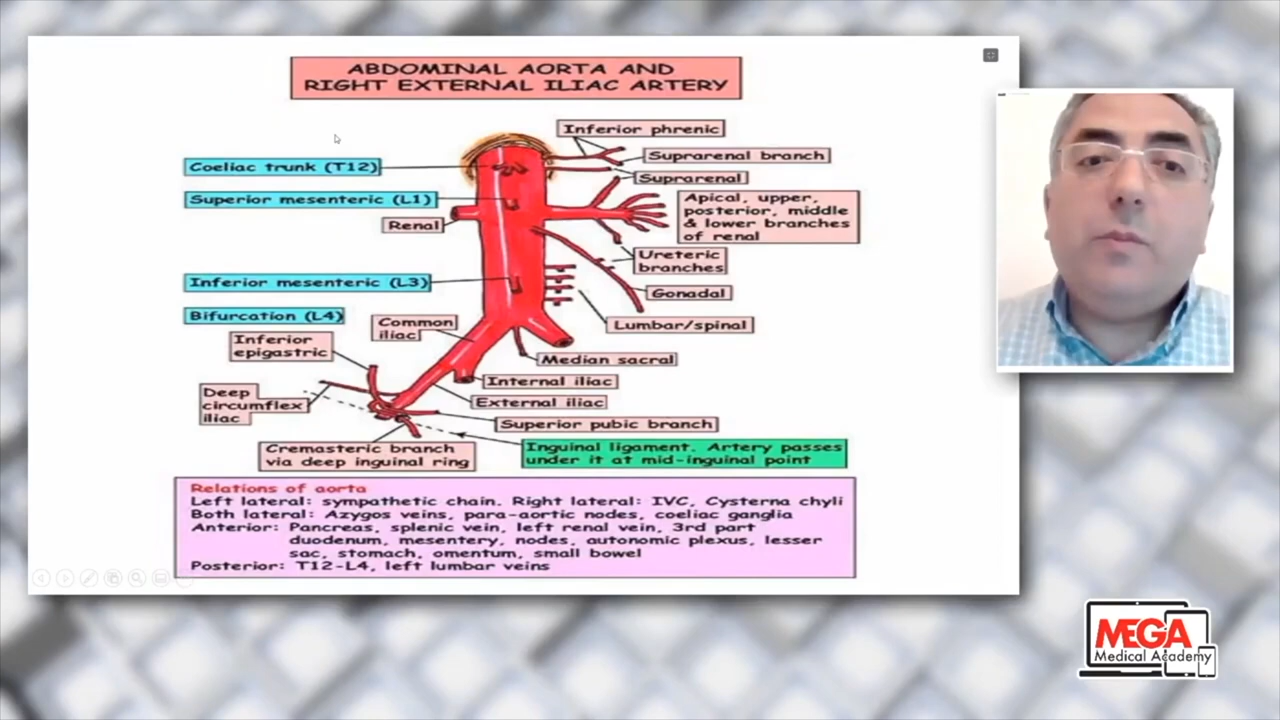 ABDOMINAL AORTA AND
RIGHT EXTERNAL ILIAC ARTERY
Inferior phrenic
Coeliac trunk (T12)
Suprarenal branch
Suprarenal
Superior mesenteric (L1)
Renal
Apical, upper,
posterior, middle
& lower branches
of renal
Ureteric
branches
Inferior mesenteric (L3)
Gonadal
Bifurcation (L4)
Common
iliac
Lumbar/spinal
Inferior
epigastric
Median sacral
Internal iliac
Deep
circumflex
iliac
External iliac
Superior pubic branch
Cremasteric branch
via deep inguinal ring
Inguinal ligament. Artery passes
under it at mid-inguinal point
Relations of aorta
Left lateral: sympathetic chain. Right lateral: IVC, Cysterna chyli
Both lateral: Azygos veins, para-aortic nodes, coeliac ganglia
Anterior: Pancreas, splenic vein, left renal vein, 3rd part
duodenum, mesentery, nodes, autonomic plexus, lesser
sac, stomach, omentum, small bowel
Posterior: T12-L4, left lumbar veins
MEGA
Medical Academy